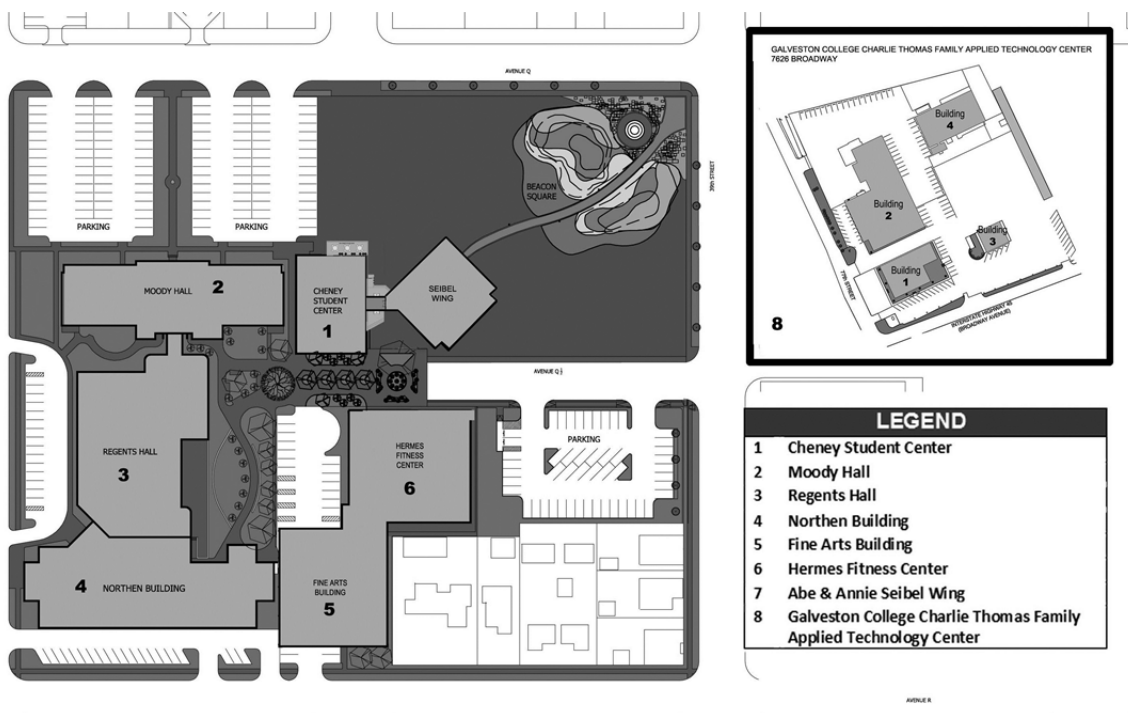 AVENUE Q
GALVESTON COLLEGE CHARLIE THOMAS FAMILY APPLIED TECHNOLOGY CENTER
7626 BROADWAY
Building
4
Building
2
Building
3
Building
1
77th STREET
INTERSTATE HIGHWAY 45
(BROADWAY AVENUE)
8
39th STREET
BEACON
SQUARE
PARKING
PARKING
MOODY HALL 2
CHENEY
STUDENT
CENTER
1
SEIBEL
WING
AVENUE Q ½
REGENTS HALL
3
HERMES
FITNESS
CENTER
6
PARKING
4 NORTHEN BUILDING
FINE ARTS
BUILDING
5
LEGEND
1 Cheney Student Center
2 Moody Hall
3 Regents Hall
4 Northen Building
5 Fine Arts Building
6 Hermes Fitness Center
7 Abe & Annie Seibel Wing
8 Galveston College Charlie Thomas Family
Applied Technology Center
AVENUE R